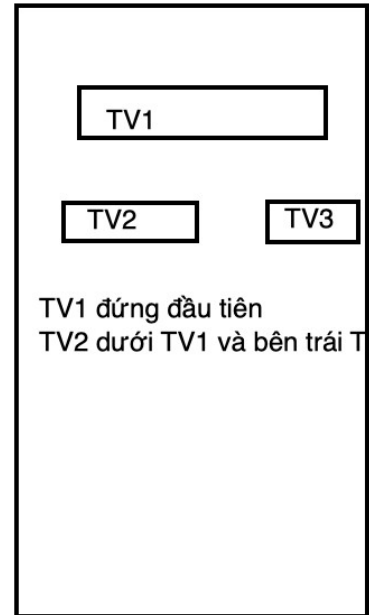 TV1
TV2 TV3
TV1 đứng đầu tiên
TV2 dưới TV1 và bên trái T